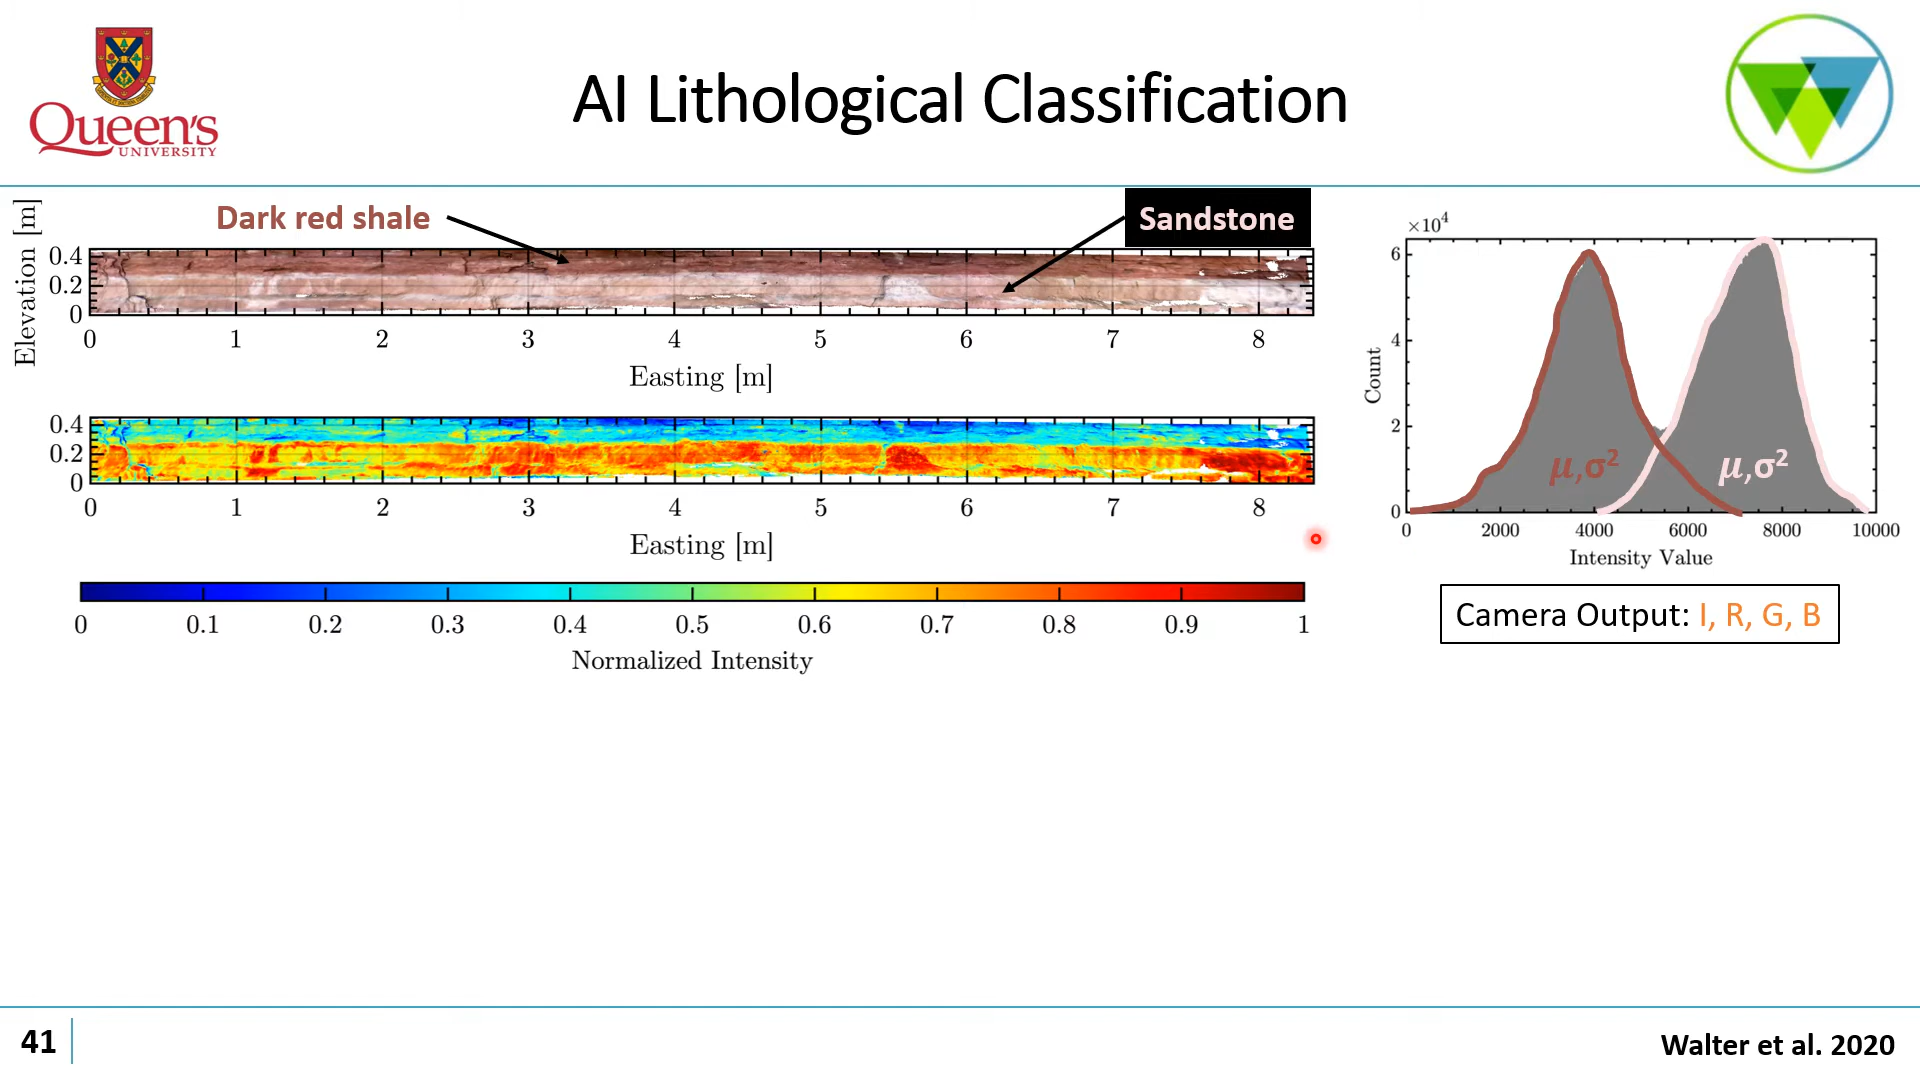 Queen's
UNIVERSITY
AI Lithological Classification
Dark red shale
Sandstone
Elevation [m]
0.4
0.2
0
0 1 2 3 4 5 6 7 8
Easting [m]
0.4
0.2
0
0 1 2 3 4 5 6 7 8
Easting [m]
0 0.1 0.2 0.3 0.4 0.5 0.6 0.7 0.8 0.9 1
Normalized Intensity
×10⁴
6
4
2
0
Count
μ,σ² μ,σ²
0 2000 4000 6000 8000 10000
Intensity Value
Camera Output: I, R, G, B
41
Walter et al. 2020